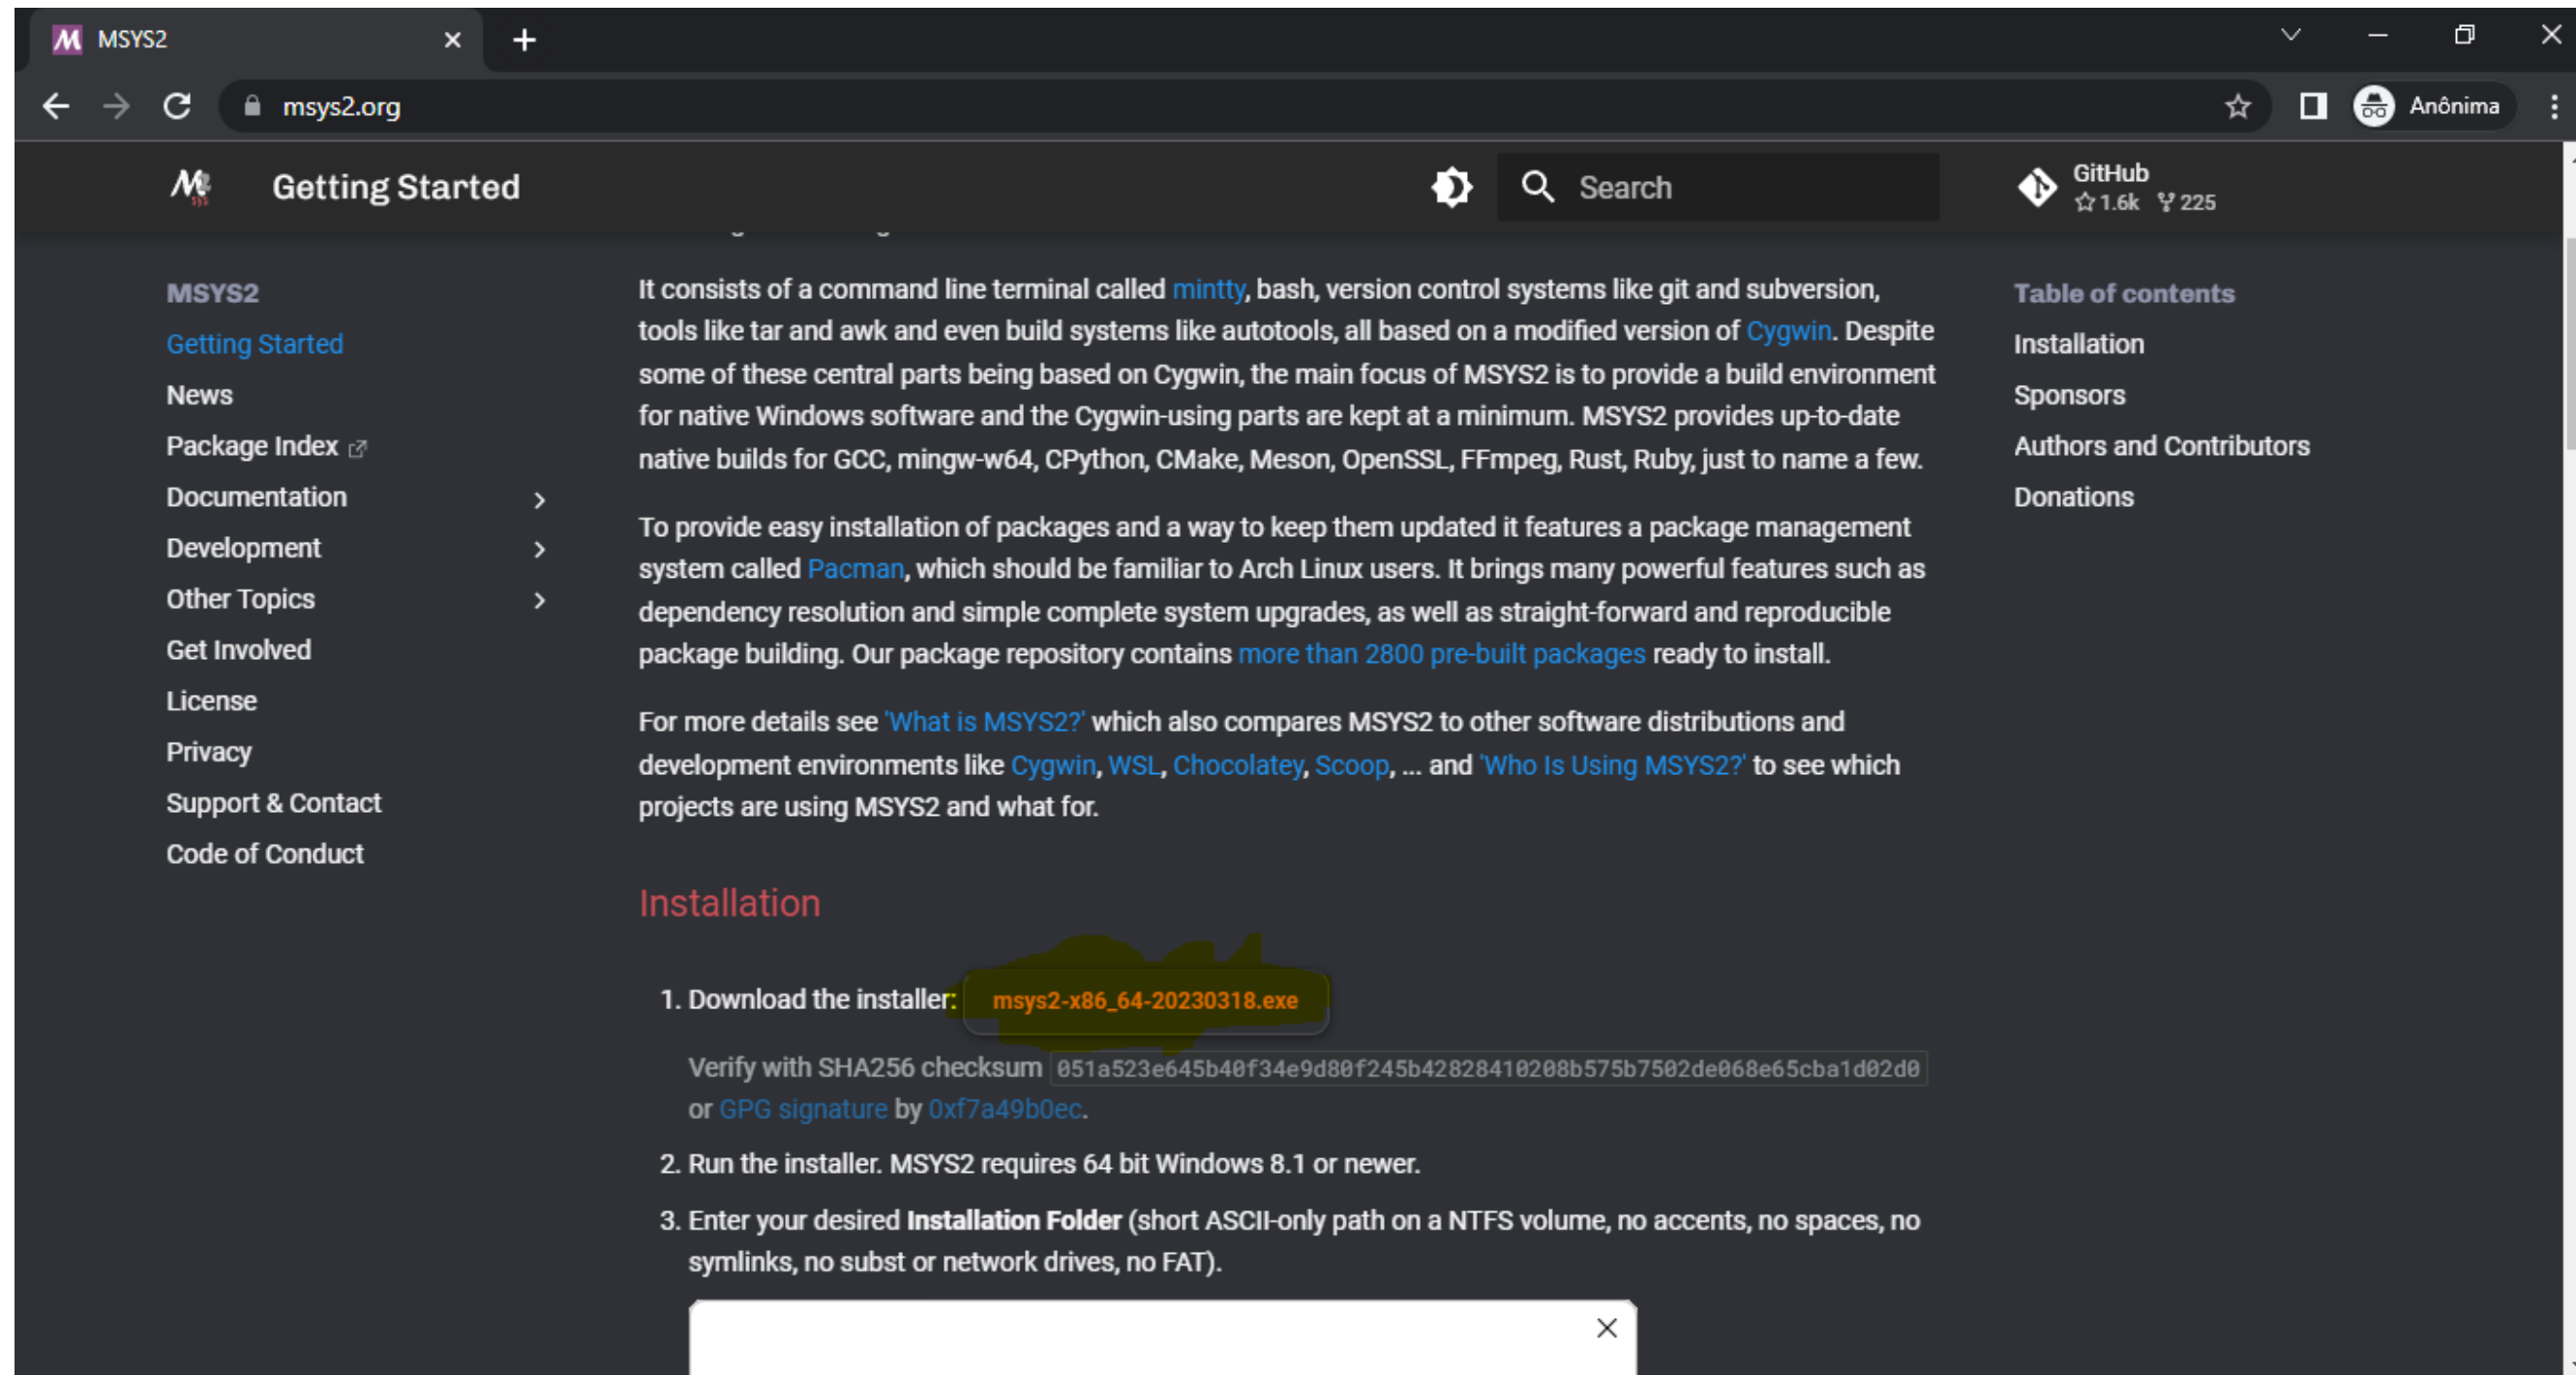 MSYS2
msys2.org
Anônima
Getting Started
Search
GitHub
1.6k 225
MSYS2
Getting Started
News
Package Index
Documentation
Development
Other Topics
Get Involved
License
Privacy
Support & Contact
Code of Conduct
It consists of a command line terminal called mintty, bash, version control systems like git and subversion,
tools like tar and awk and even build systems like autotools, all based on a modified version of Cygwin. Despite
some of these central parts being based on Cygwin, the main focus of MSYS2 is to provide a build environment
for native Windows software and the Cygwin-using parts are kept at a minimum. MSYS2 provides up-to-date
native builds for GCC, mingw-w64, CPython, CMake, Meson, OpenSSL, FFmpeg, Rust, Ruby, just to name a few.
To provide easy installation of packages and a way to keep them updated it features a package management
system called Pacman, which should be familiar to Arch Linux users. It brings many powerful features such as
dependency resolution and simple complete system upgrades, as well as straight-forward and reproducible
package building. Our package repository contains more than 2800 pre-built packages ready to install.
For more details see 'What is MSYS2?' which also compares MSYS2 to other software distributions and
development environments like Cygwin, WSL, Chocolatey, Scoop, ... and 'Who Is Using MSYS2?' to see which
projects are using MSYS2 and what for.
Installation
1. Download the installer: msys2-x86_64-20230318.exe
Verify with SHA256 checksum 051a523e645b40f34e9d80f245b42828410208b575b7502de068e65cba1d02d0
or GPG signature by 0xf7a49b0ec.
2. Run the installer. MSYS2 requires 64 bit Windows 8.1 or newer.
3. Enter your desired Installation Folder (short ASCII-only path on a NTFS volume, no accents, no spaces, no
symlinks, no subst or network drives, no FAT).
Table of contents
Installation
Sponsors
Authors and Contributors
Donations